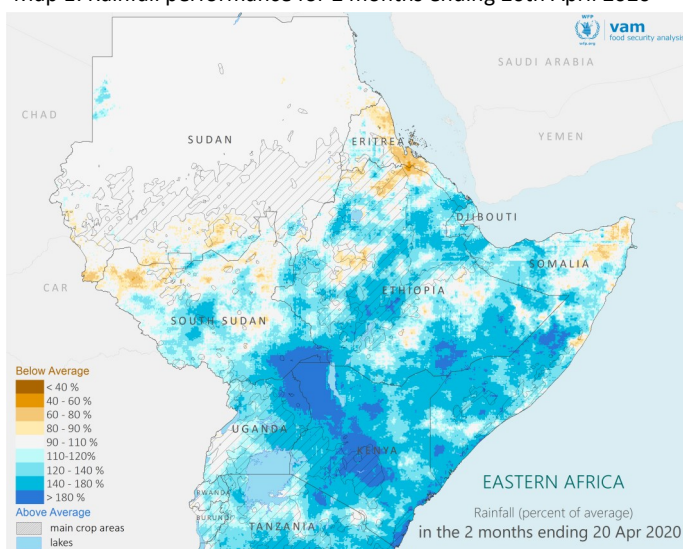 Map 1: Rainfall performance for 2 months ending 20th April 2020
WFP
wfp.org
vam
food security analysis
SAUDI ARABIA
CHAD
SUDAN
ERITREA
YEMEN
DJIBOUTI
SOMALIA
CAR
ETHIOPIA
SOUTH SUDAN
Below Average
< 40 %
40 - 60 %
60 - 80 %
80 - 90 %
90 - 110 %
110-120%
120 - 140 %
140 - 180 %
> 180 %
Above Average
main crop areas
lakes
UGANDA
KENYA
RWANDA
BURUNDI
TANZANIA
EASTERN AFRICA
Rainfall (percent of average)
in the 2 months ending 20 Apr 2020